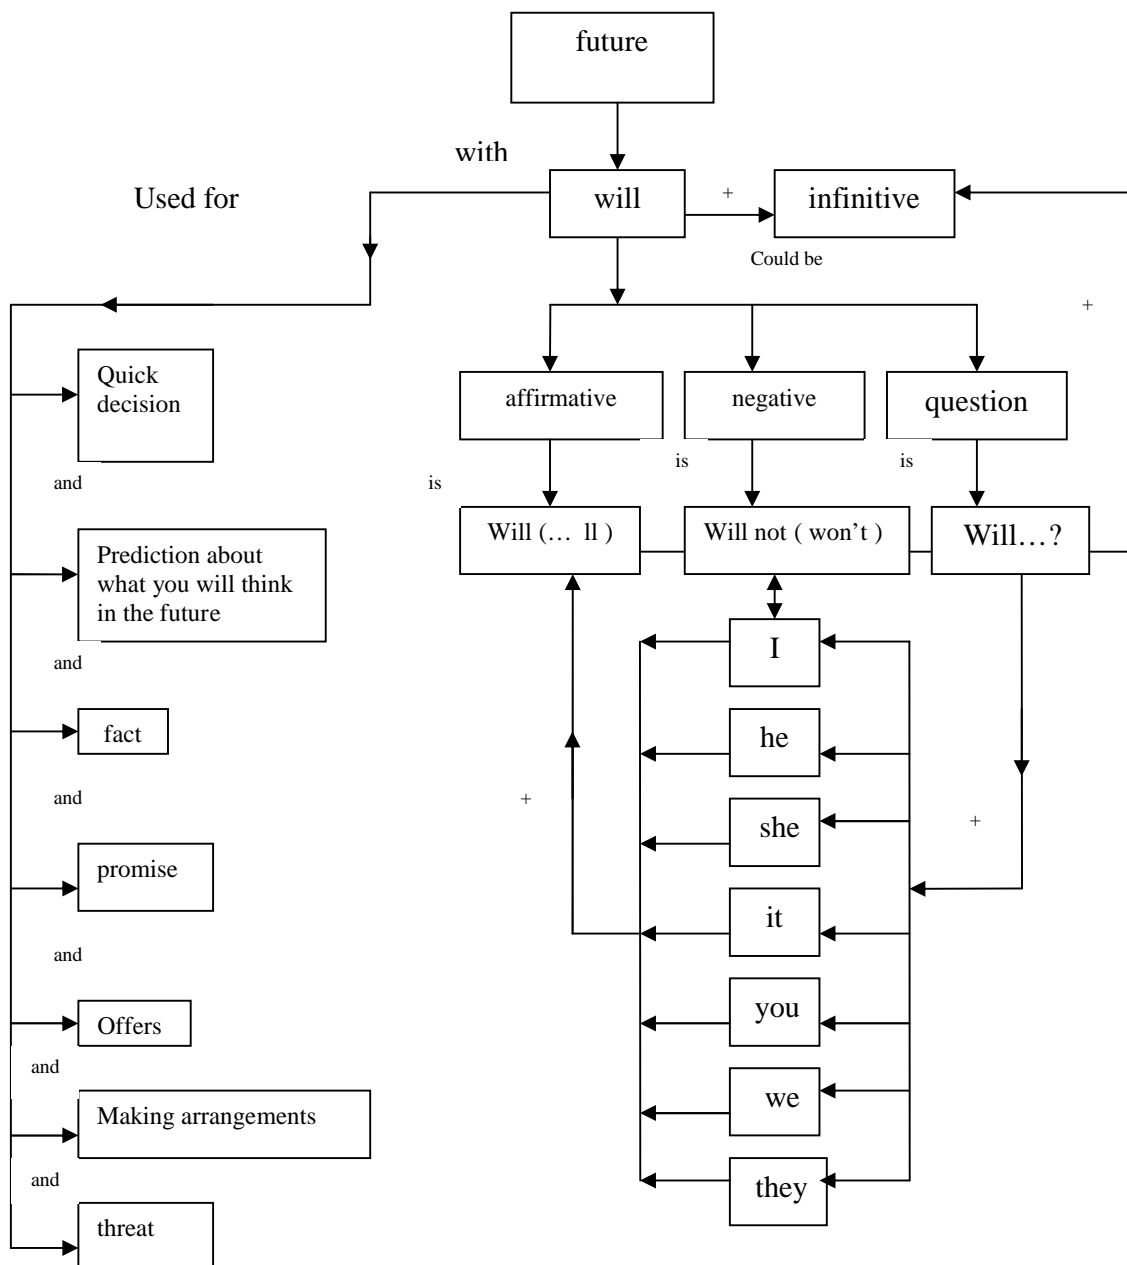 future
with
Used for
will
+
infinitive
Could be
+
Quick
decision
affirmative
negative
question
and
is
is
is
Will (… ll )
Will not ( won't )
Will…?
Prediction about
what you will think
in the future
and
I
fact
he
and
+
she
+
promise
it
and
you
Offers
and
we
Making arrangements
and
they
threat